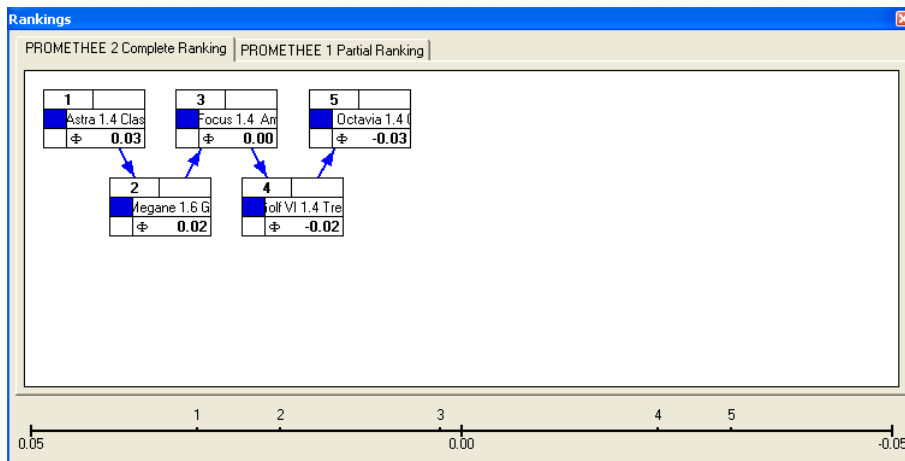 Rankings
PROMETHEE 2 Complete Ranking
PROMETHEE 1 Partial Ranking
1
Astra 1.4 Clas
Φ 0.03
3
Focus 1.4 Am
Φ 0.00
5
Octavia 1.4
Φ -0.03
2
Megane 1.6 G
Φ 0.02
4
Golf VI 1.4 Tre
Φ -0.02
1 2 3 4 5
0.05 0.00 -0.05